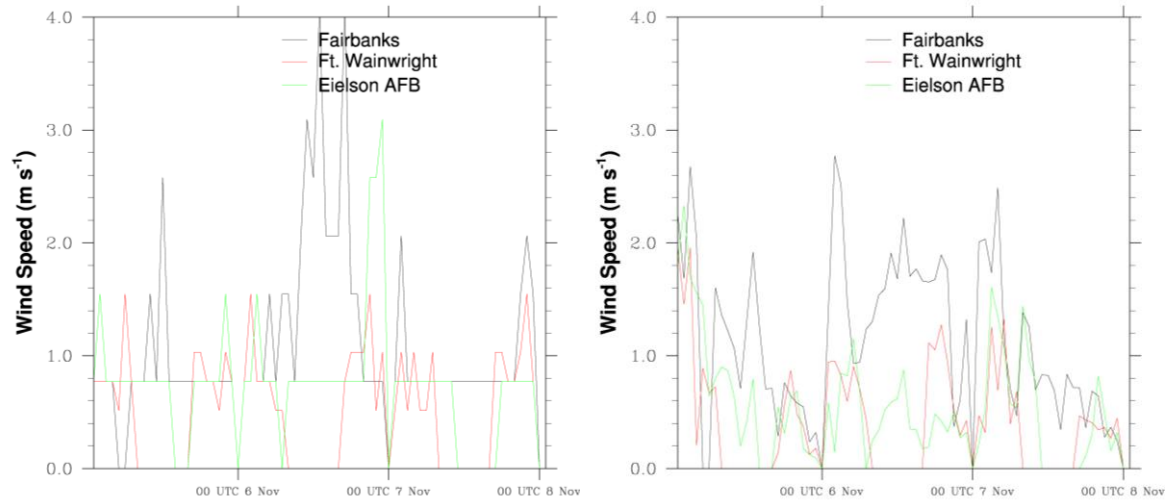 4.0
3.0
2.0
1.0
0.0
Wind Speed (m s⁻¹)
Fairbanks
Ft. Wainwright
Eielson AFB
00 UTC 6 Nov
00 UTC 7 Nov
00 UTC 8 Nov
4.0
3.0
2.0
1.0
0.0
Wind Speed (m s⁻¹)
Fairbanks
Ft. Wainwright
Eielson AFB
00 UTC 6 Nov
00 UTC 7 Nov
00 UTC 8 Nov